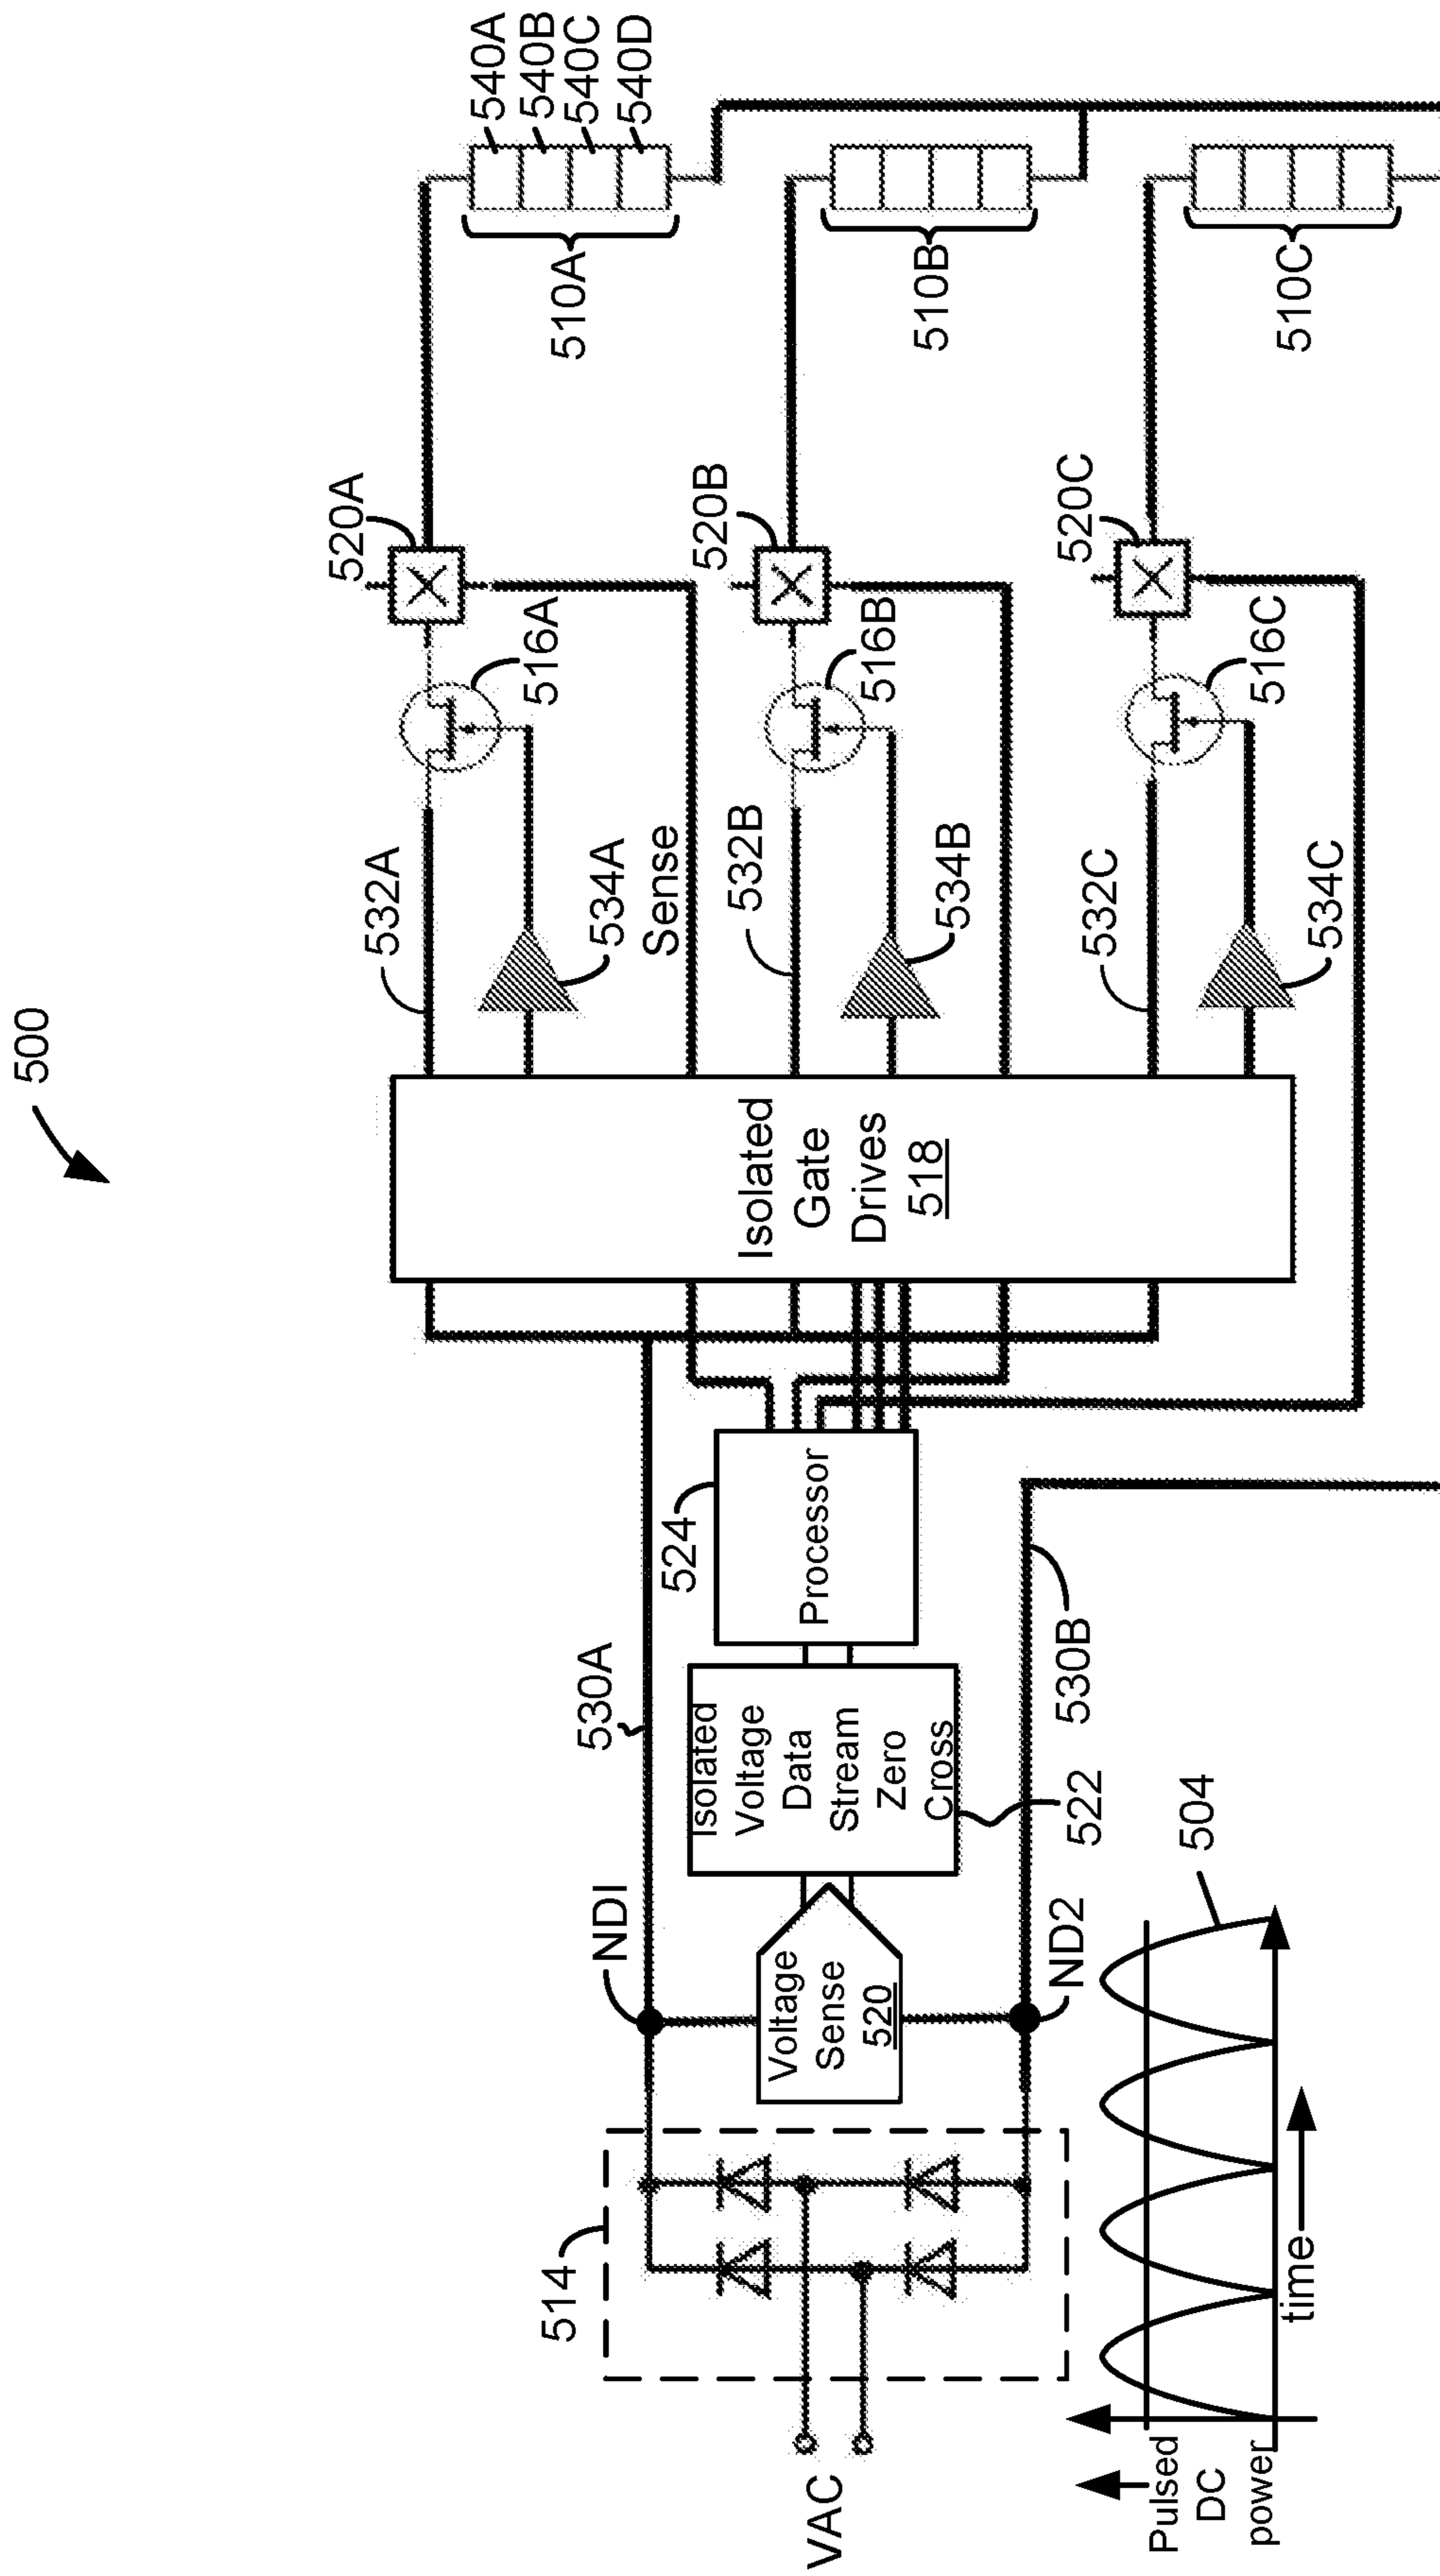 500
540A
540B
540C
540D
510A
520A
516A
532A
534A
Sense
510B
520B
516B
532B
534B
510C
520C
516C
532C
534C
Isolated
Gate
Drives
518
524
Processor
530A
Isolated
Voltage
Data
Stream
Zero
Cross
522
530B
NDI
Voltage
Sense
520
ND2
514
VAC
504
Pulsed
DC
power
time